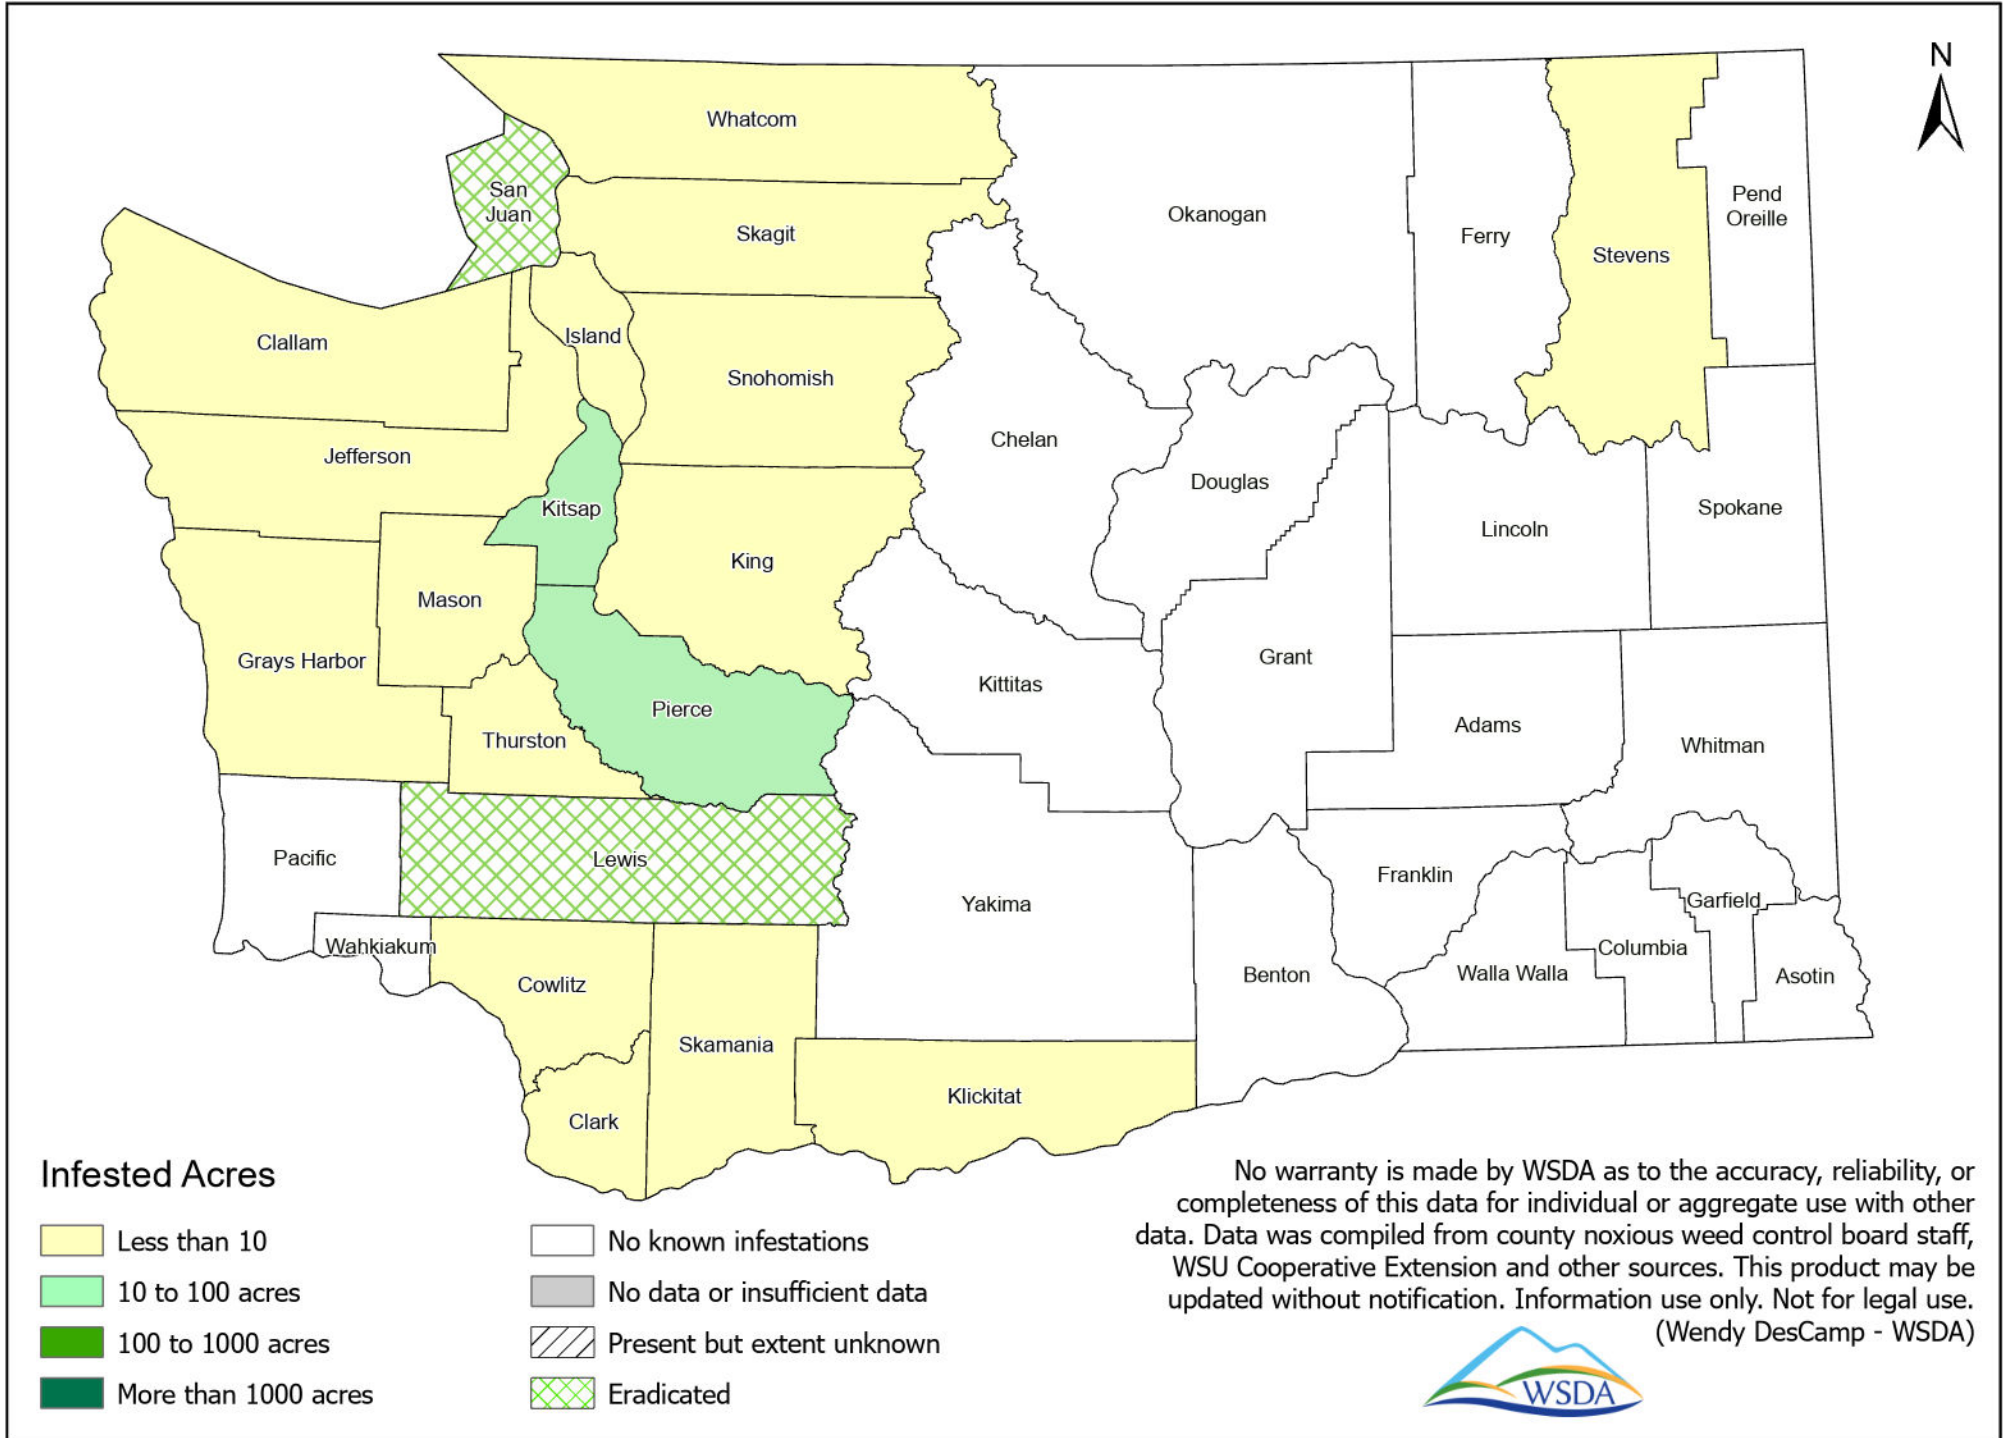 N
Whatcom
San
Juan
Skagit
Okanogan
Ferry
Stevens
Pend
Oreille
Clallam
Island
Snohomish
Chelan
Jefferson
Kitsap
Douglas
Lincoln
Spokane
King
Mason
Grays Harbor
Kittitas
Grant
Pierce
Thurston
Adams
Whitman
Pacific
Lewis
Yakima
Franklin
Garfield
Wahkiakum
Columbia
Cowlitz
Benton
Walla Walla
Asotin
Skamania
Klickitat
Clark
Infested Acres
Less than 10
10 to 100 acres
100 to 1000 acres
More than 1000 acres
No known infestations
No data or insufficient data
Present but extent unknown
Eradicated
No warranty is made by WSDA as to the accuracy, reliability, or
completeness of this data for individual or aggregate use with other
data. Data was compiled from county noxious weed control board staff,
WSU Cooperative Extension and other sources. This product may be
updated without notification. Information use only. Not for legal use.
(Wendy DesCamp - WSDA)
WSDA